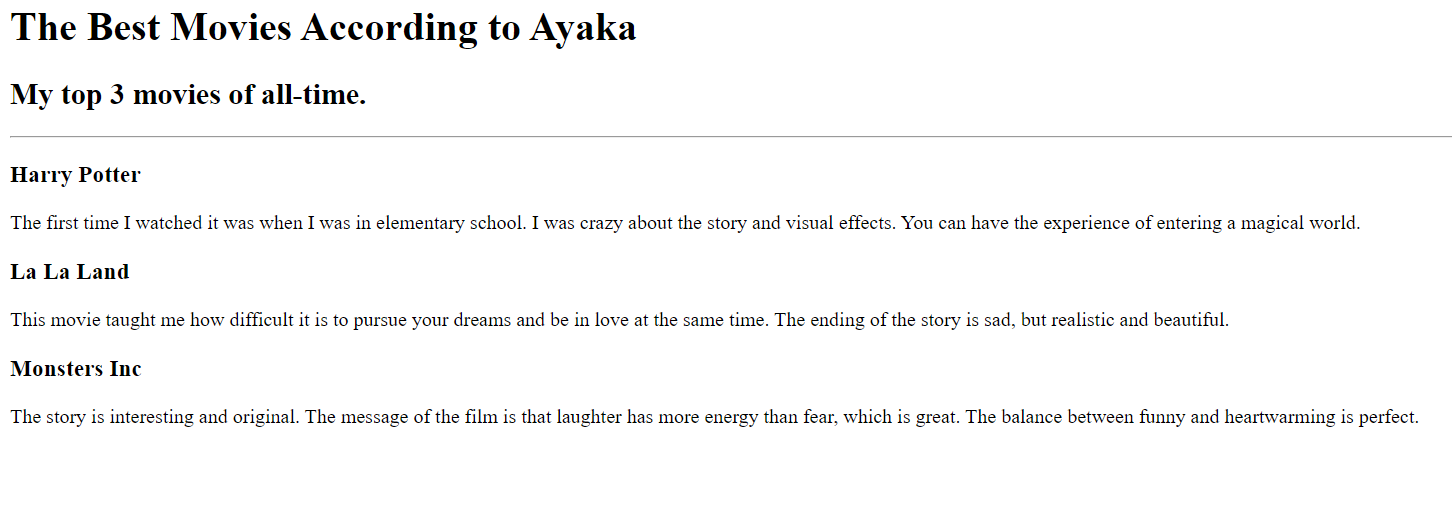 The Best Movies According to Ayaka
My top 3 movies of all-time.
Harry Potter
The first time I watched it was when I was in elementary school. I was crazy about the story and visual effects. You can have the experience of entering a magical world.
La La Land
This movie taught me how difficult it is to pursue your dreams and be in love at the same time. The ending of the story is sad, but realistic and beautiful.
Monsters Inc
The story is interesting and original. The message of the film is that laughter has more energy than fear, which is great. The balance between funny and heartwarming is perfect.